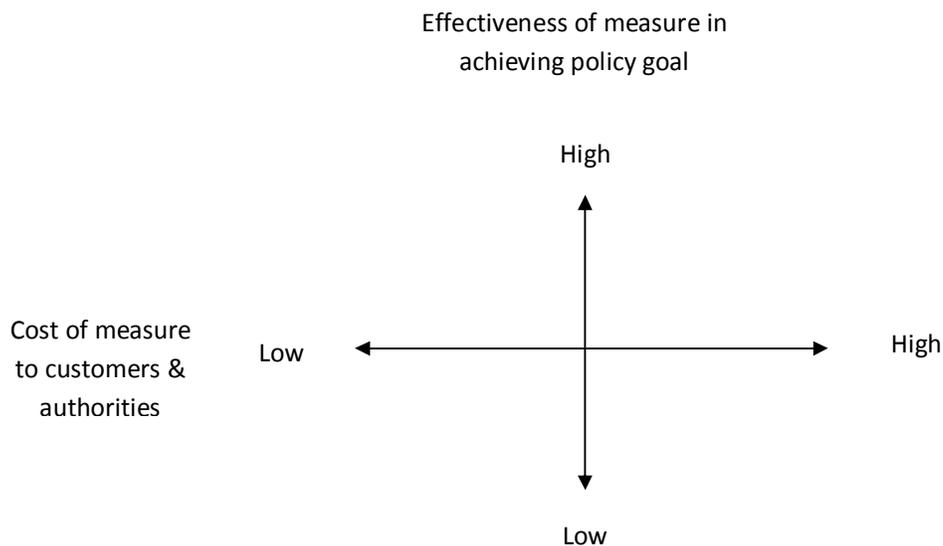 Effectiveness of measure in
achieving policy goal
High
Cost of measure
to customers &
authorities
Low
High
Low